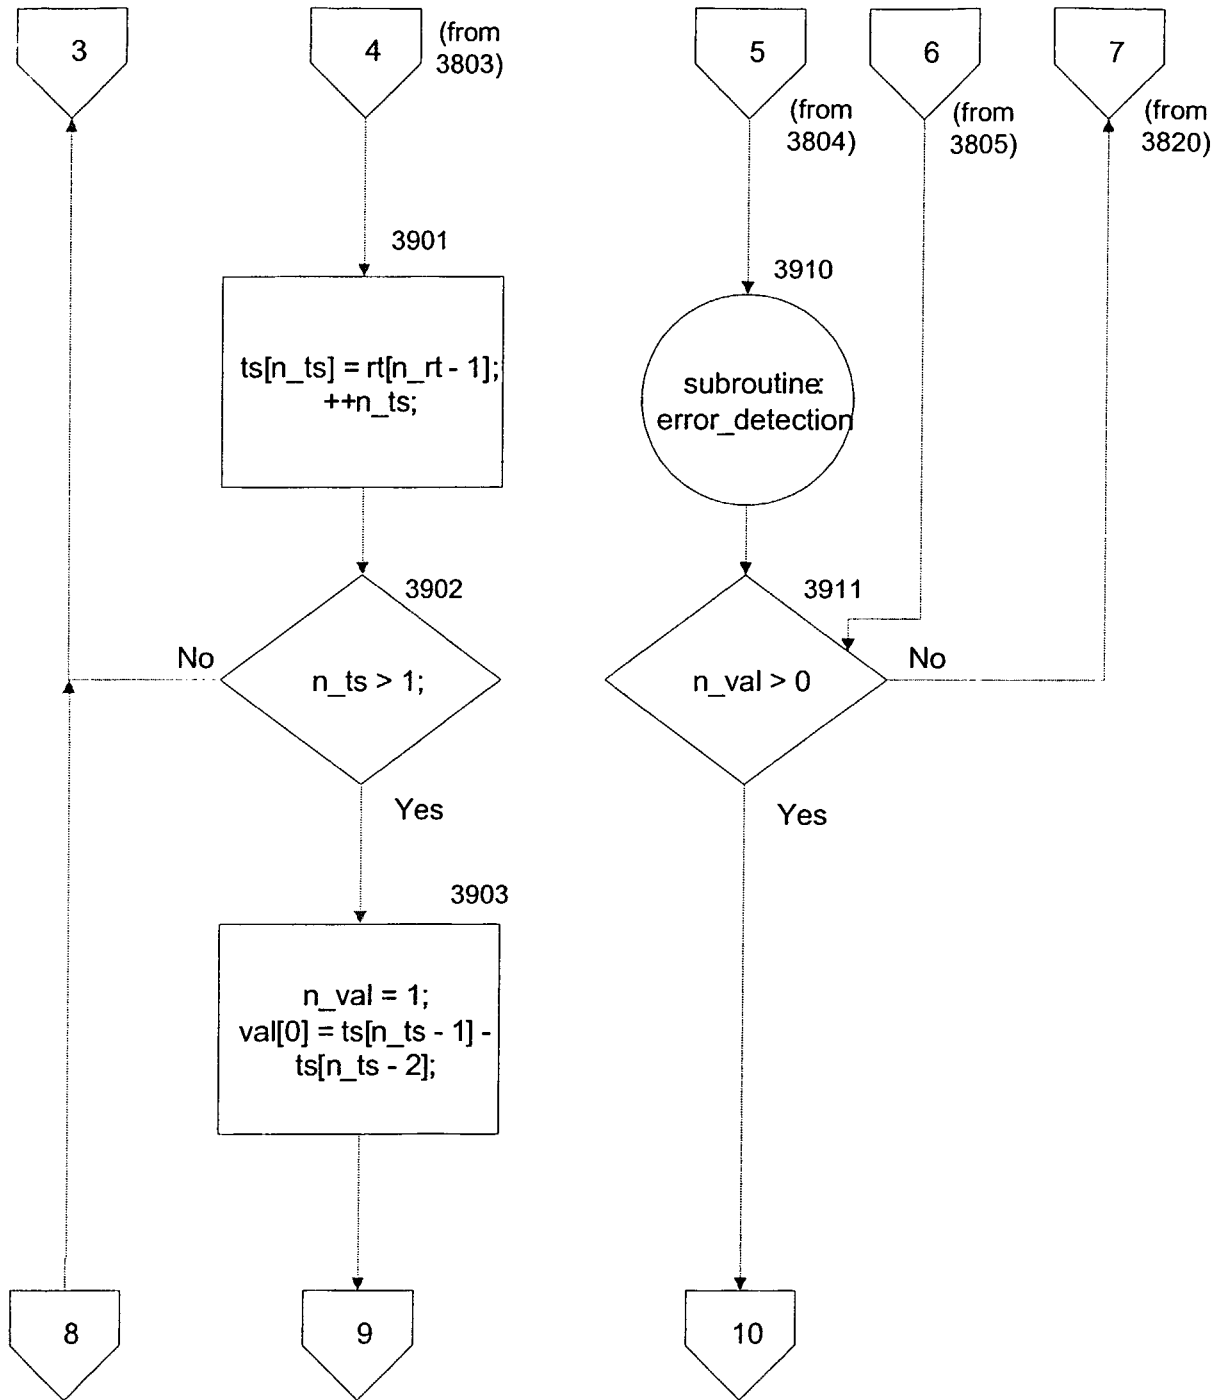 3
4
(from
3803)
5
(from
3804)
6
(from
3805)
7
(from
3820)
3901
ts[n_ts] = rt[n_rt - 1];
++n_ts;
3910
subroutine:
error_detection
3902
No
n_ts > 1;
Yes
3911
n_val > 0
No
Yes
3903
n_val = 1;
val[0] = ts[n_ts - 1] -
ts[n_ts - 2];
8
9
10